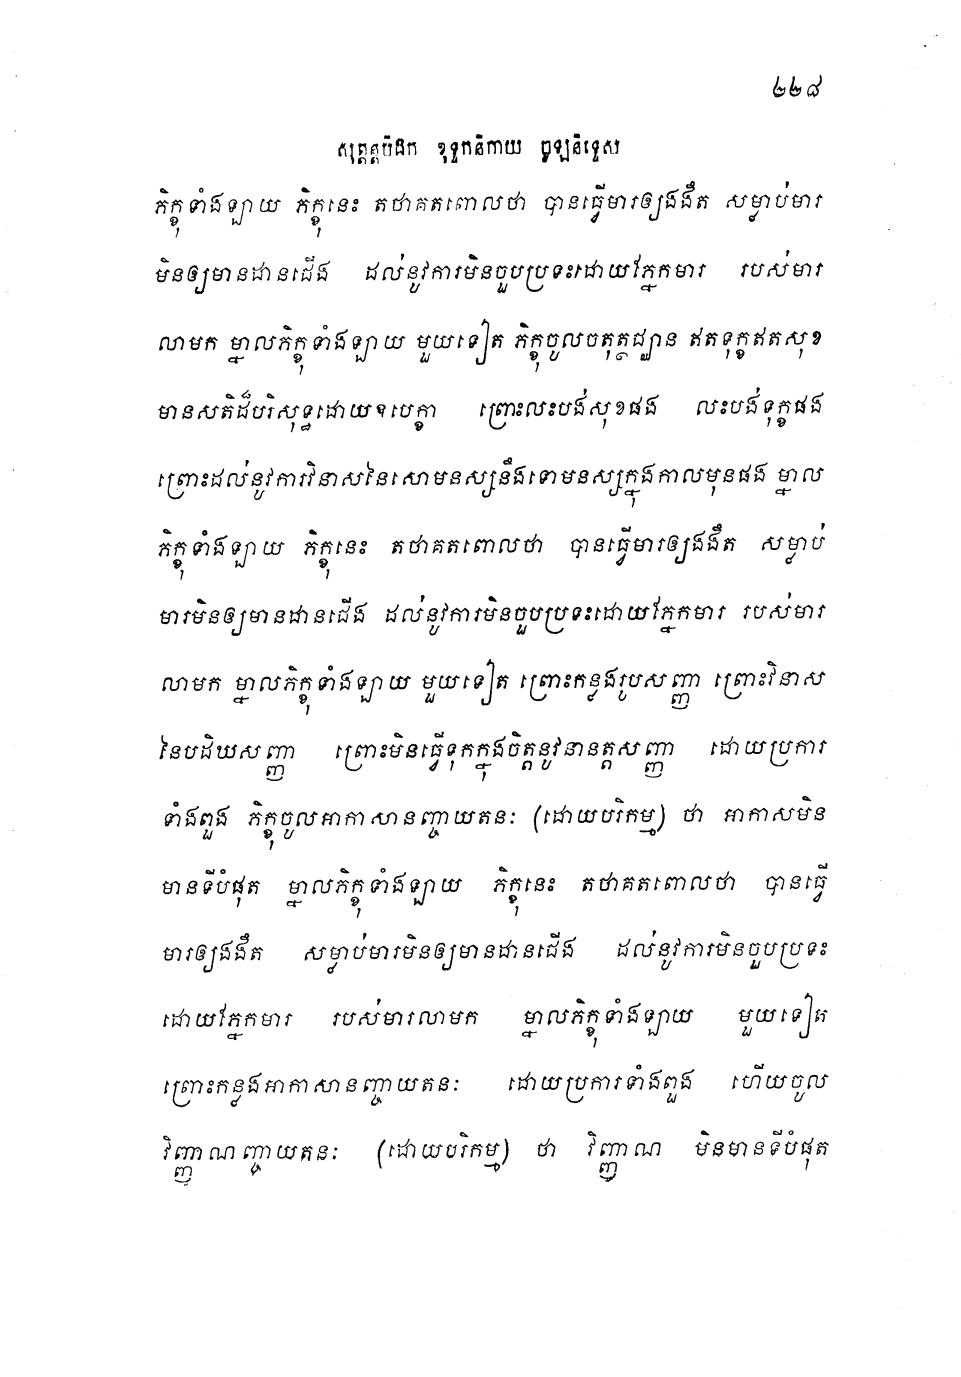 ២២៨
សុត្តន្តបិដក ខុទ្ទកនិកាយ ចូឡនិទ្ទេស
ភិក្ខុទាំងឡាយ ភិក្ខុនេះ តថាគតពោលថា បានធ្វើមារឲ្យងងឹត សម្លាប់មារ
មិនឲ្យមានដានជើង ដល់នូវការមិនចួបប្រទះដោយភ្នែកមារ របស់មារ
លាមក ម្នាលភិក្ខុទាំងឡាយ មួយទៀត ភិក្ខុចូលចតុត្ថជ្ឈាន ឥតទុក្ខឥតសុខ
មានសតិដ៏បរិសុទ្ធដោយឧបេក្ខា ព្រោះលះបង់សុខផង លះបង់ទុក្ខផង
ព្រោះដល់នូវការវិនាសនៃសោមនស្សនឹងទោមនស្សក្នុងកាលមុនផង ម្នាល
ភិក្ខុទាំងឡាយ ភិក្ខុនេះ តថាគតពោលថា បានធ្វើមារឲ្យងងឹត សម្លាប់
មារមិនឲ្យមានដានជើង ដល់នូវការមិនចួបប្រទះដោយភ្នែកមារ របស់មារ
លាមក ម្នាលភិក្ខុទាំងឡាយ មួយទៀត ព្រោះកន្លងរូបសញ្ញា ព្រោះវិនាស
នៃបដិឃសញ្ញា ព្រោះមិនធ្វើទុកក្នុងចិត្តនូវនានត្តសញ្ញា ដោយប្រការ
ទាំងពួង ភិក្ខុចូលអាកាសានញ្ចាយតនៈ (ដោយបរិកម្ម) ថា អាកាសមិន
មានទីបំផុត ម្នាលភិក្ខុទាំងឡាយ ភិក្ខុនេះ តថាគតពោលថា បានធ្វើ
មារឲ្យងងឹត សម្លាប់មារមិនឲ្យមានដានជើង ដល់នូវការមិនចួបប្រទះ
ដោយភ្នែកមារ របស់មារលាមក ម្នាលភិក្ខុទាំងឡាយ មួយទៀត
ព្រោះកន្លងអាកាសានញ្ចាយតនៈ ដោយប្រការទាំងពួង ហើយចូល
វិញ្ញាណញ្ចាយតនៈ (ដោយបរិកម្ម) ថា វិញ្ញាណ មិនមានទីបំផុត